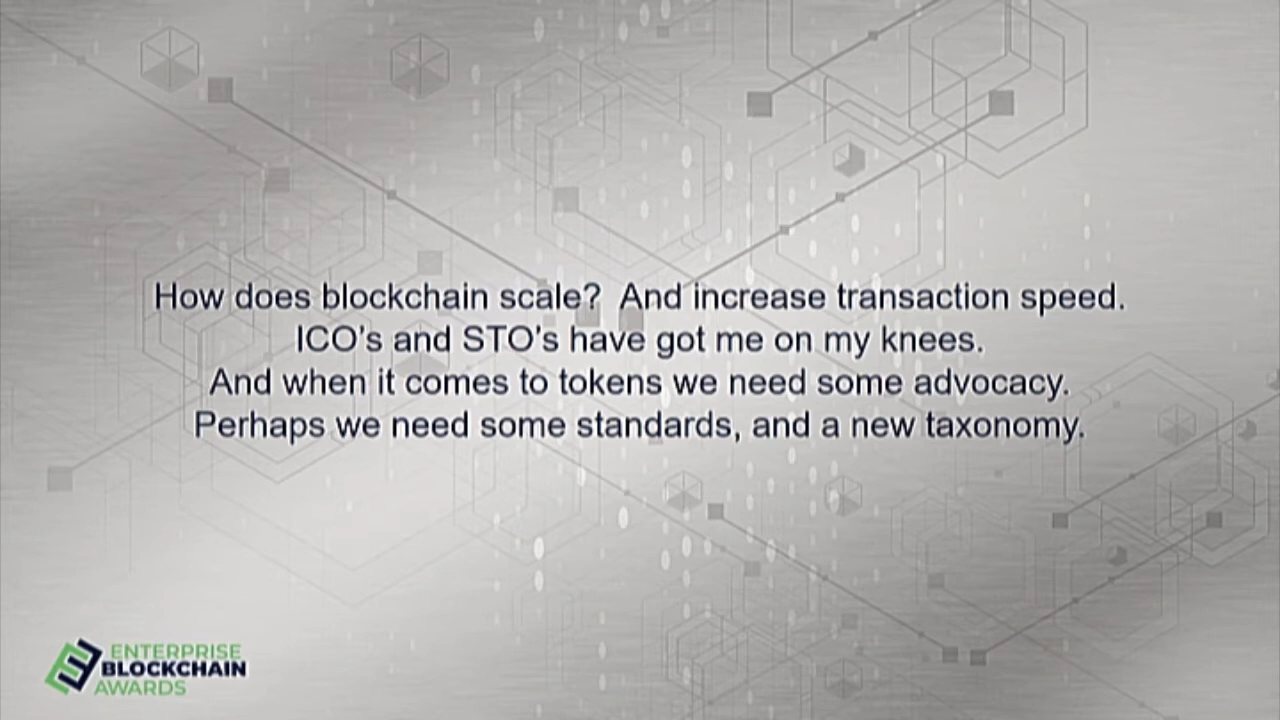 How does blockchain scale?  And increase transaction speed.
ICO's and STO's have got me on my knees.
And when it comes to tokens we need some advocacy.
Perhaps we need some standards, and a new taxonomy.
ENTERPRISE
BLOCKCHAIN
AWARDS